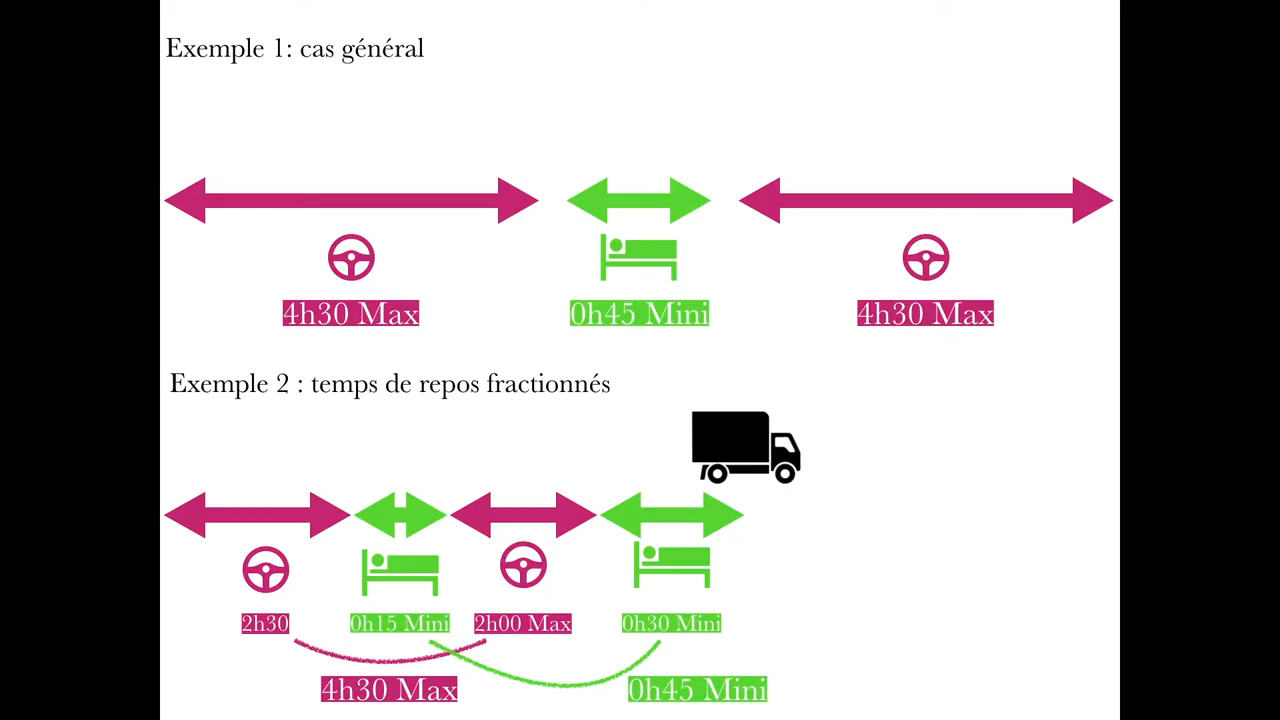 Exemple 1: cas général
4h30 Max 0h45 Mini 4h30 Max
Exemple 2 : temps de repos fractionnés
2h30 0h15 Mini 2h00 Max 0h30 Mini
4h30 Max 0h45 Mini